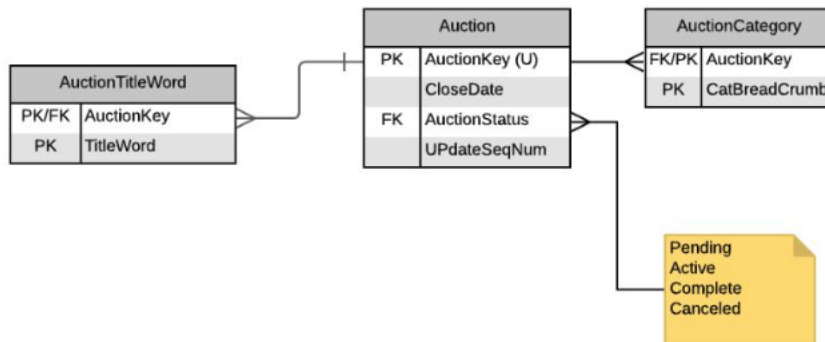 AuctionTitleWord
PK/FK AuctionKey
PK TitleWord
Auction
PK AuctionKey (U)
CloseDate
FK AuctionStatus
UPdateSeqNum
AuctionCategory
FK/PK AuctionKey
PK CatBreadCrumb
Pending
Active
Complete
Canceled